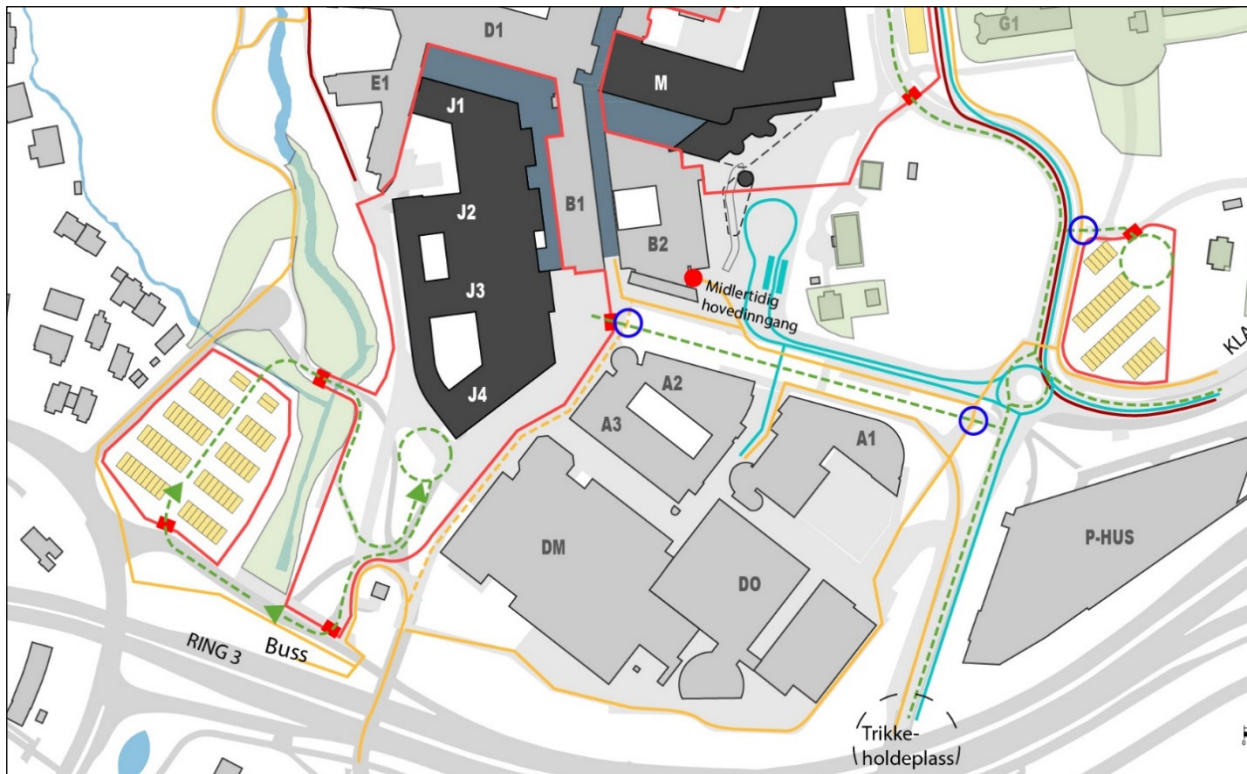 D1
G1
E1
M
J1
J2
B1
B2
J3
Midlertidig
hovedinngang
KLA
A2
J4
A3
A1
P-HUS
DM
DO
RING 3
Buss
Trikke-
holdeplass